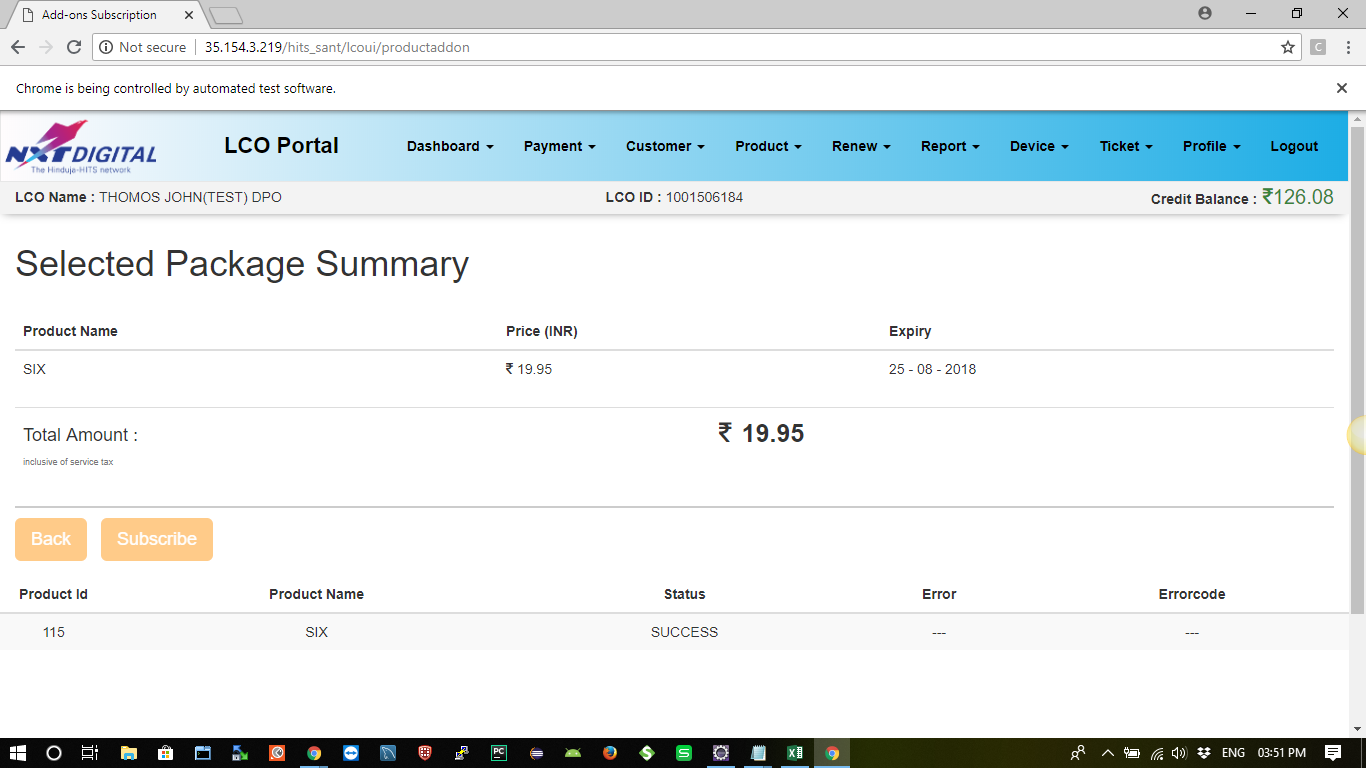 Add-ons Subscription
Not secure 35.154.3.219/hits_sant/lcoui/productaddon
C
Chrome is being controlled by automated test software.
NXT DIGITAL
The Hinduja-HITS network
LCO Portal Dashboard Payment Customer Product Renew Report Device Ticket Profile Logout
LCO Name : THOMOS JOHN(TEST) DPO LCO ID : 1001506184 Credit Balance : ₹126.08
Selected Package Summary
Product Name Price (INR) Expiry
SIX ₹ 19.95 25 - 08 - 2018
Total Amount : ₹ 19.95
inclusive of service tax
Back Subscribe
Product Id Product Name Status Error Errorcode
115 SIX SUCCESS --- ---
PC S S ENG 03:51 PM